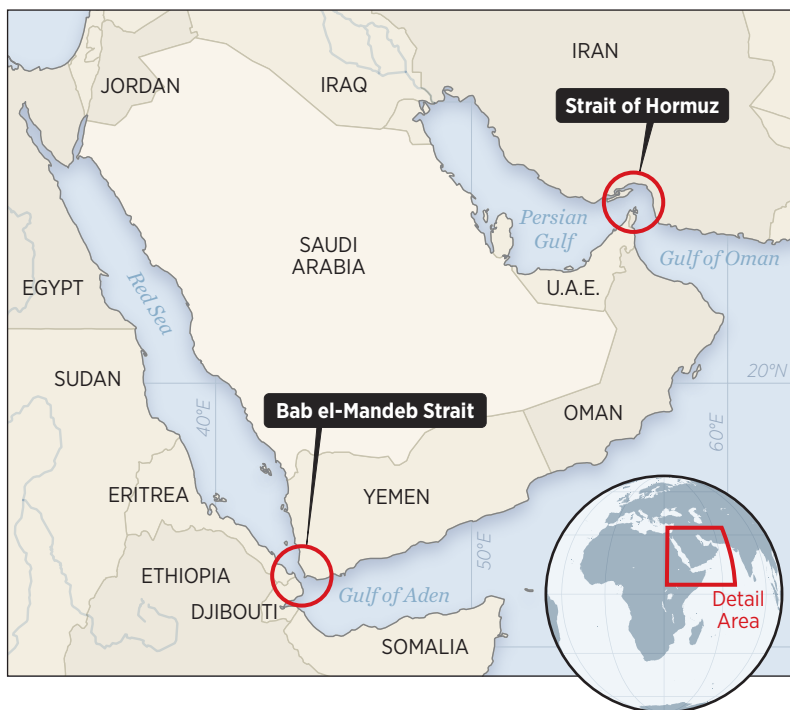 IRAN
JORDAN
IRAQ
Strait of Hormuz
Persian
Gulf
SAUDI
ARABIA
Gulf of Oman
EGYPT
Red Sea
U.A.E.
20°N
SUDAN
40°E
Bab el-Mandeb Strait
OMAN
60°E
ERITREA
YEMEN
50°E
ETHIOPIA
Gulf of Aden
DJIBOUTI
Detail
Area
SOMALIA